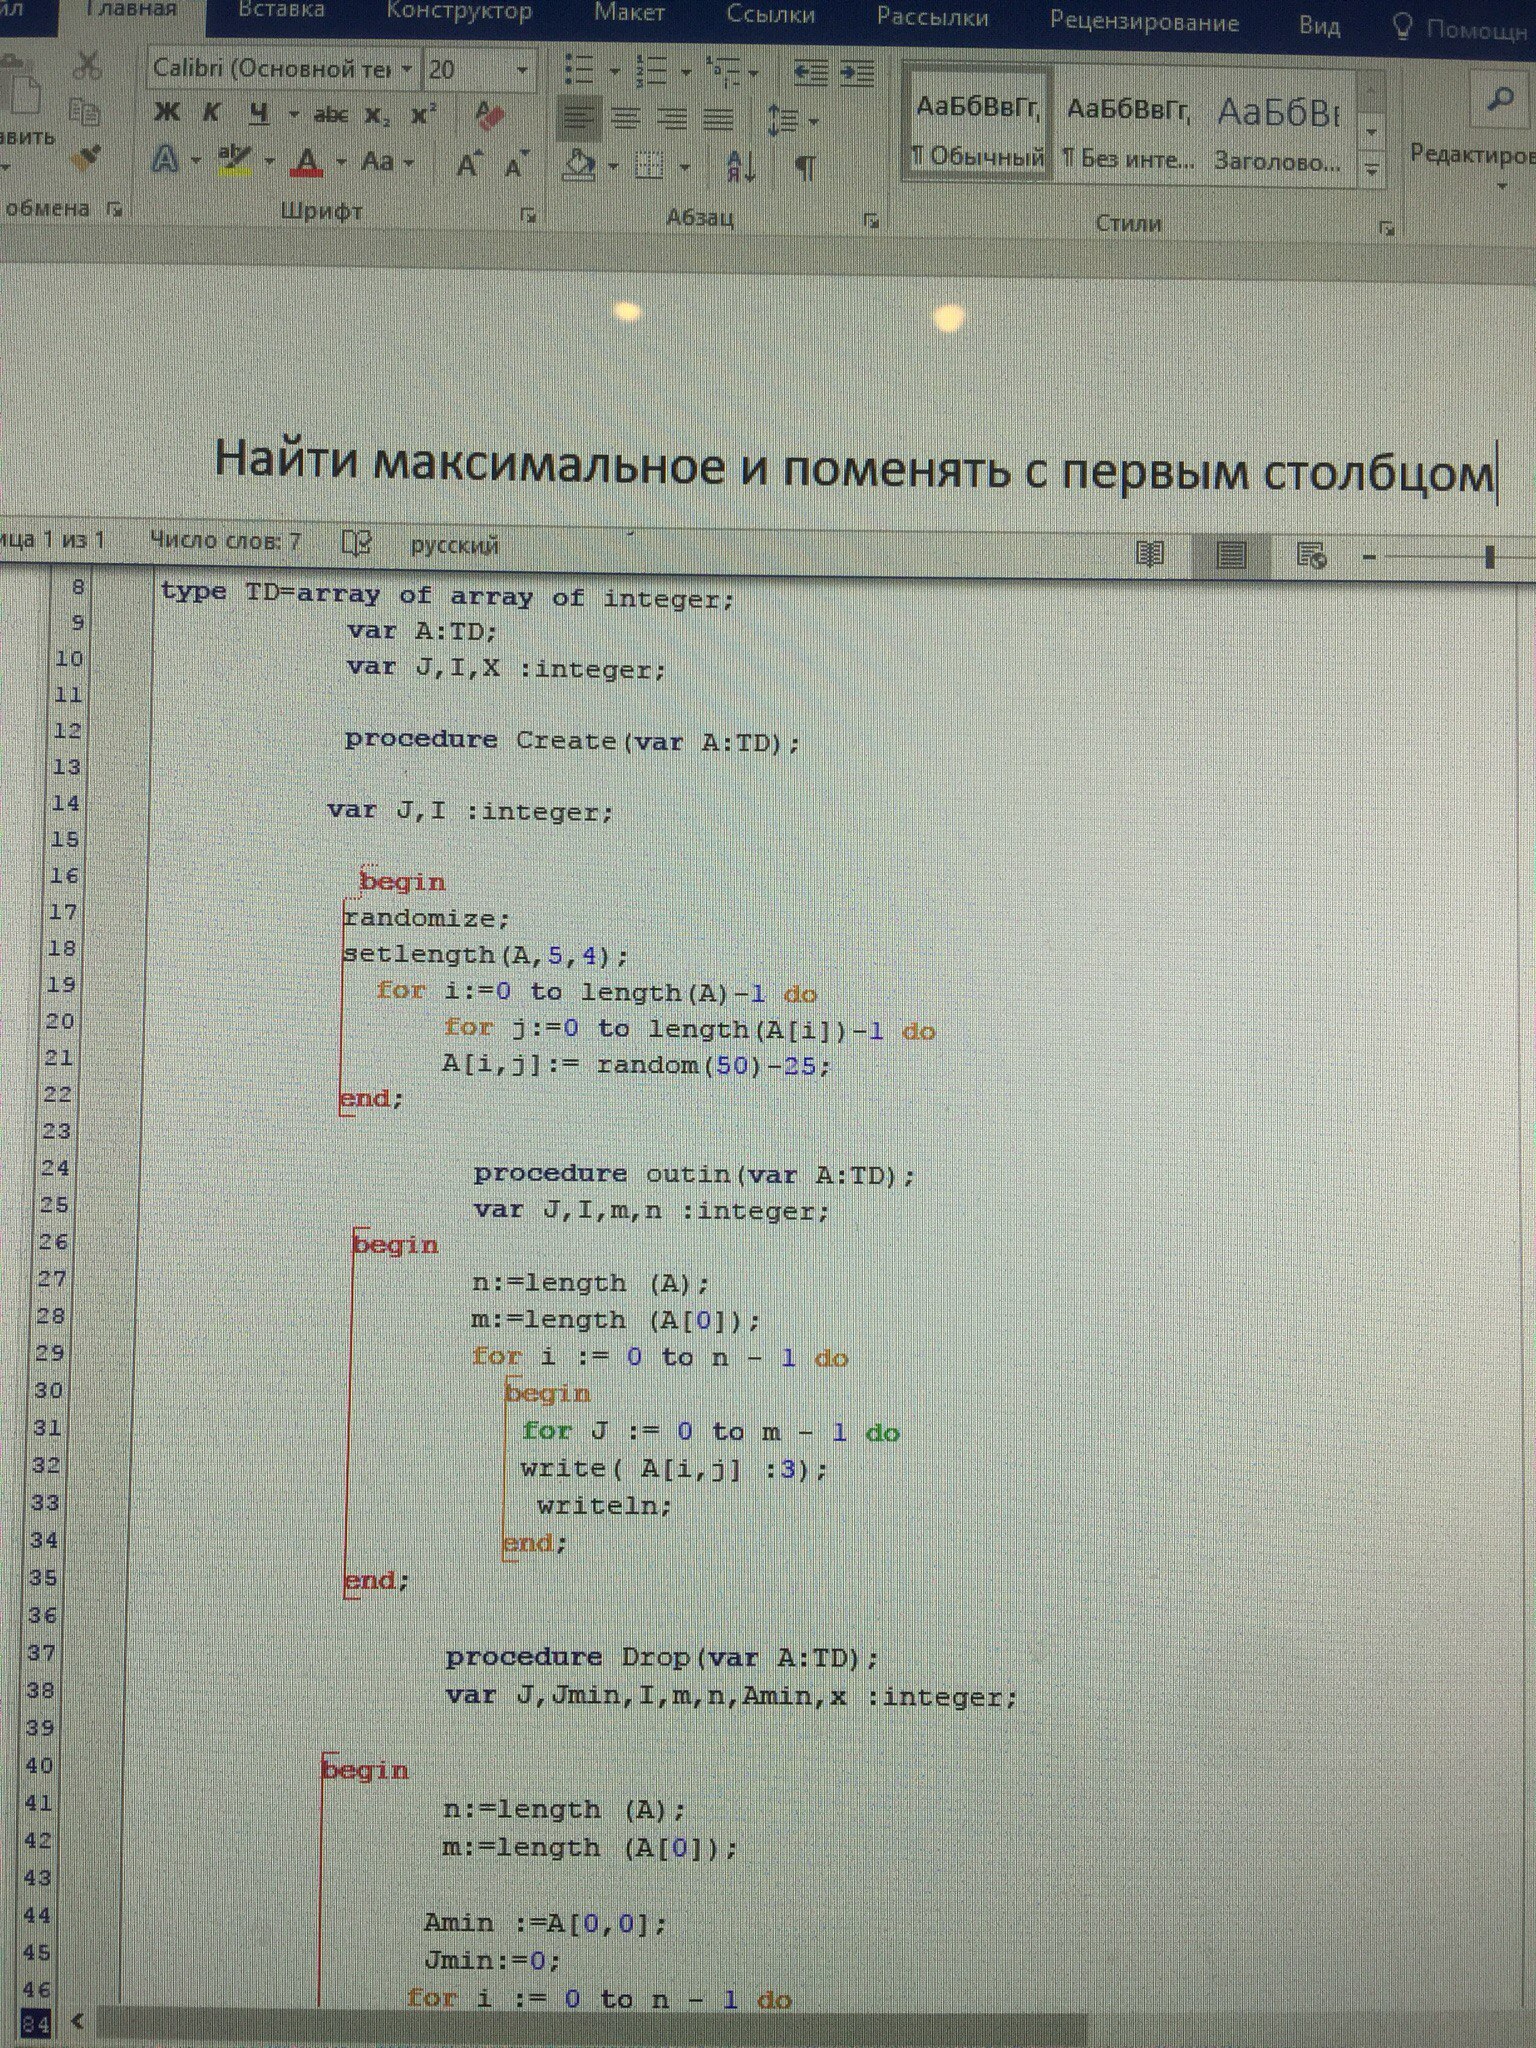 Главная Вставка Конструктор Макет Ссылки Рассылки Рецензирование Вид Помощн
Calibri (Основной те 20
Ж К Ч abc x₂ x²
Aa A A
АаБбВвГг, АаБбВвГг, АаБбВ
¶ Обычный ¶ Без инте... Заголово...
Редактиров
обмена Шрифт Абзац Стили
Найти максимальное и поменять с первым столбцом
ица 1 из 1 Число слов: 7 русский
8 type TD=array of array of integer;
9 var A:TD;
10 var J,I,X :integer;
11
12 procedure Create(var A:TD);
13
14 var J,I :integer;
15
16 begin
17 randomize;
18 setlength(A,5,4);
19 for i:=0 to length(A)-1 do
20 for j:=0 to length(A[i])-1 do
21 A[i,j]:= random(50)-25;
22 end;
23
24 procedure outin(var A:TD);
25 var J,I,m,n :integer;
26 begin
27 n:=length (A);
28 m:=length (A[0]);
29 for i := 0 to n - 1 do
30 begin
31 for J := 0 to m - 1 do
32 write( A[i,j] :3);
33 writeln;
34 end;
35 end;
36
37 procedure Drop(var A:TD);
38 var J,Jmin,I,m,n,Amin,x :integer;
39
40 begin
41 n:=length (A);
42 m:=length (A[0]);
43
44 Amin :=A[0,0];
45 Jmin:=0;
46 for i := 0 to n - 1 do
84